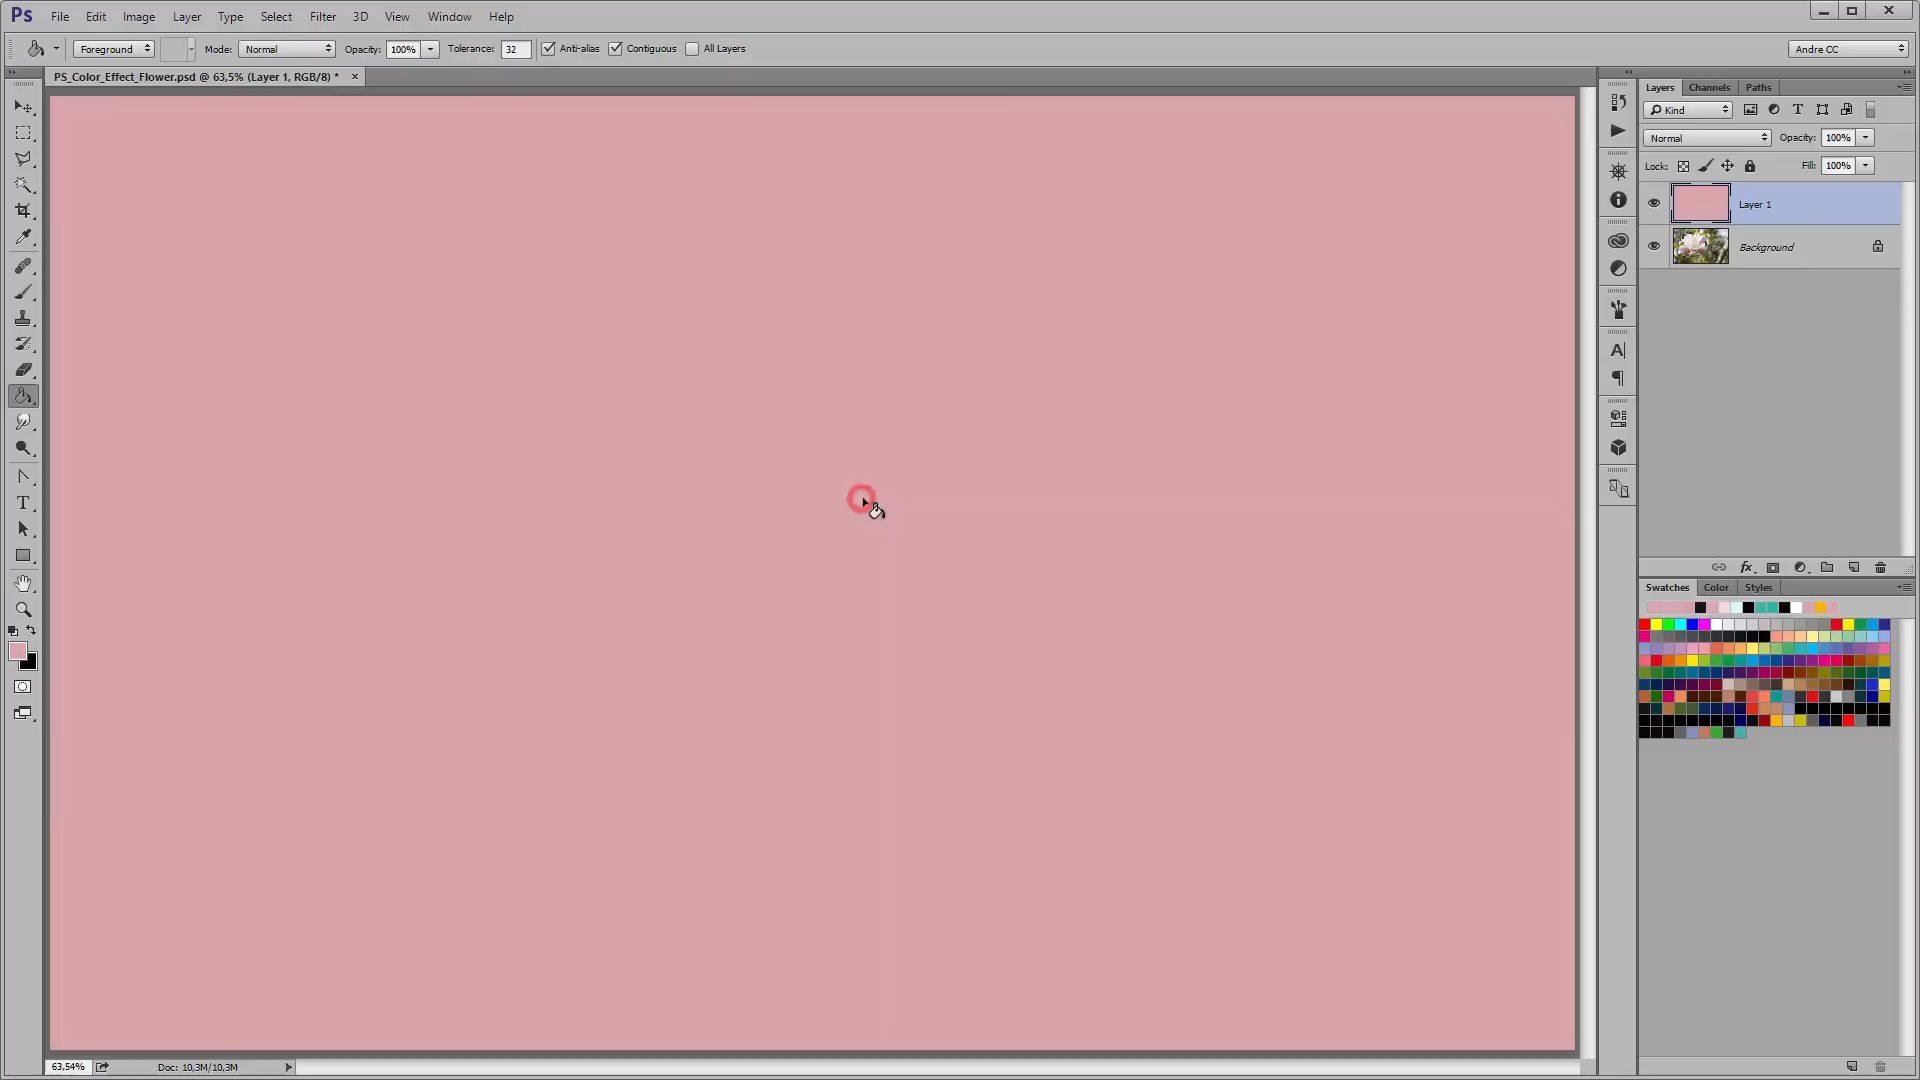 Ps File Edit Image Layer Type Select Filter 3D View Window Help
Foreground Mode: Normal Opacity: 100% Tolerance: 32 Anti-alias Contiguous All Layers Andre CC
PS_Color_Effect_Flower.psd @ 63,5% (Layer 1, RGB/8) * ×
Layers Channels Paths
Kind
Normal Opacity: 100%
Lock: Fill: 100%
Layer 1
Background
fx
Swatches Color Styles
63,54% Doc: 10,3M/10,3M